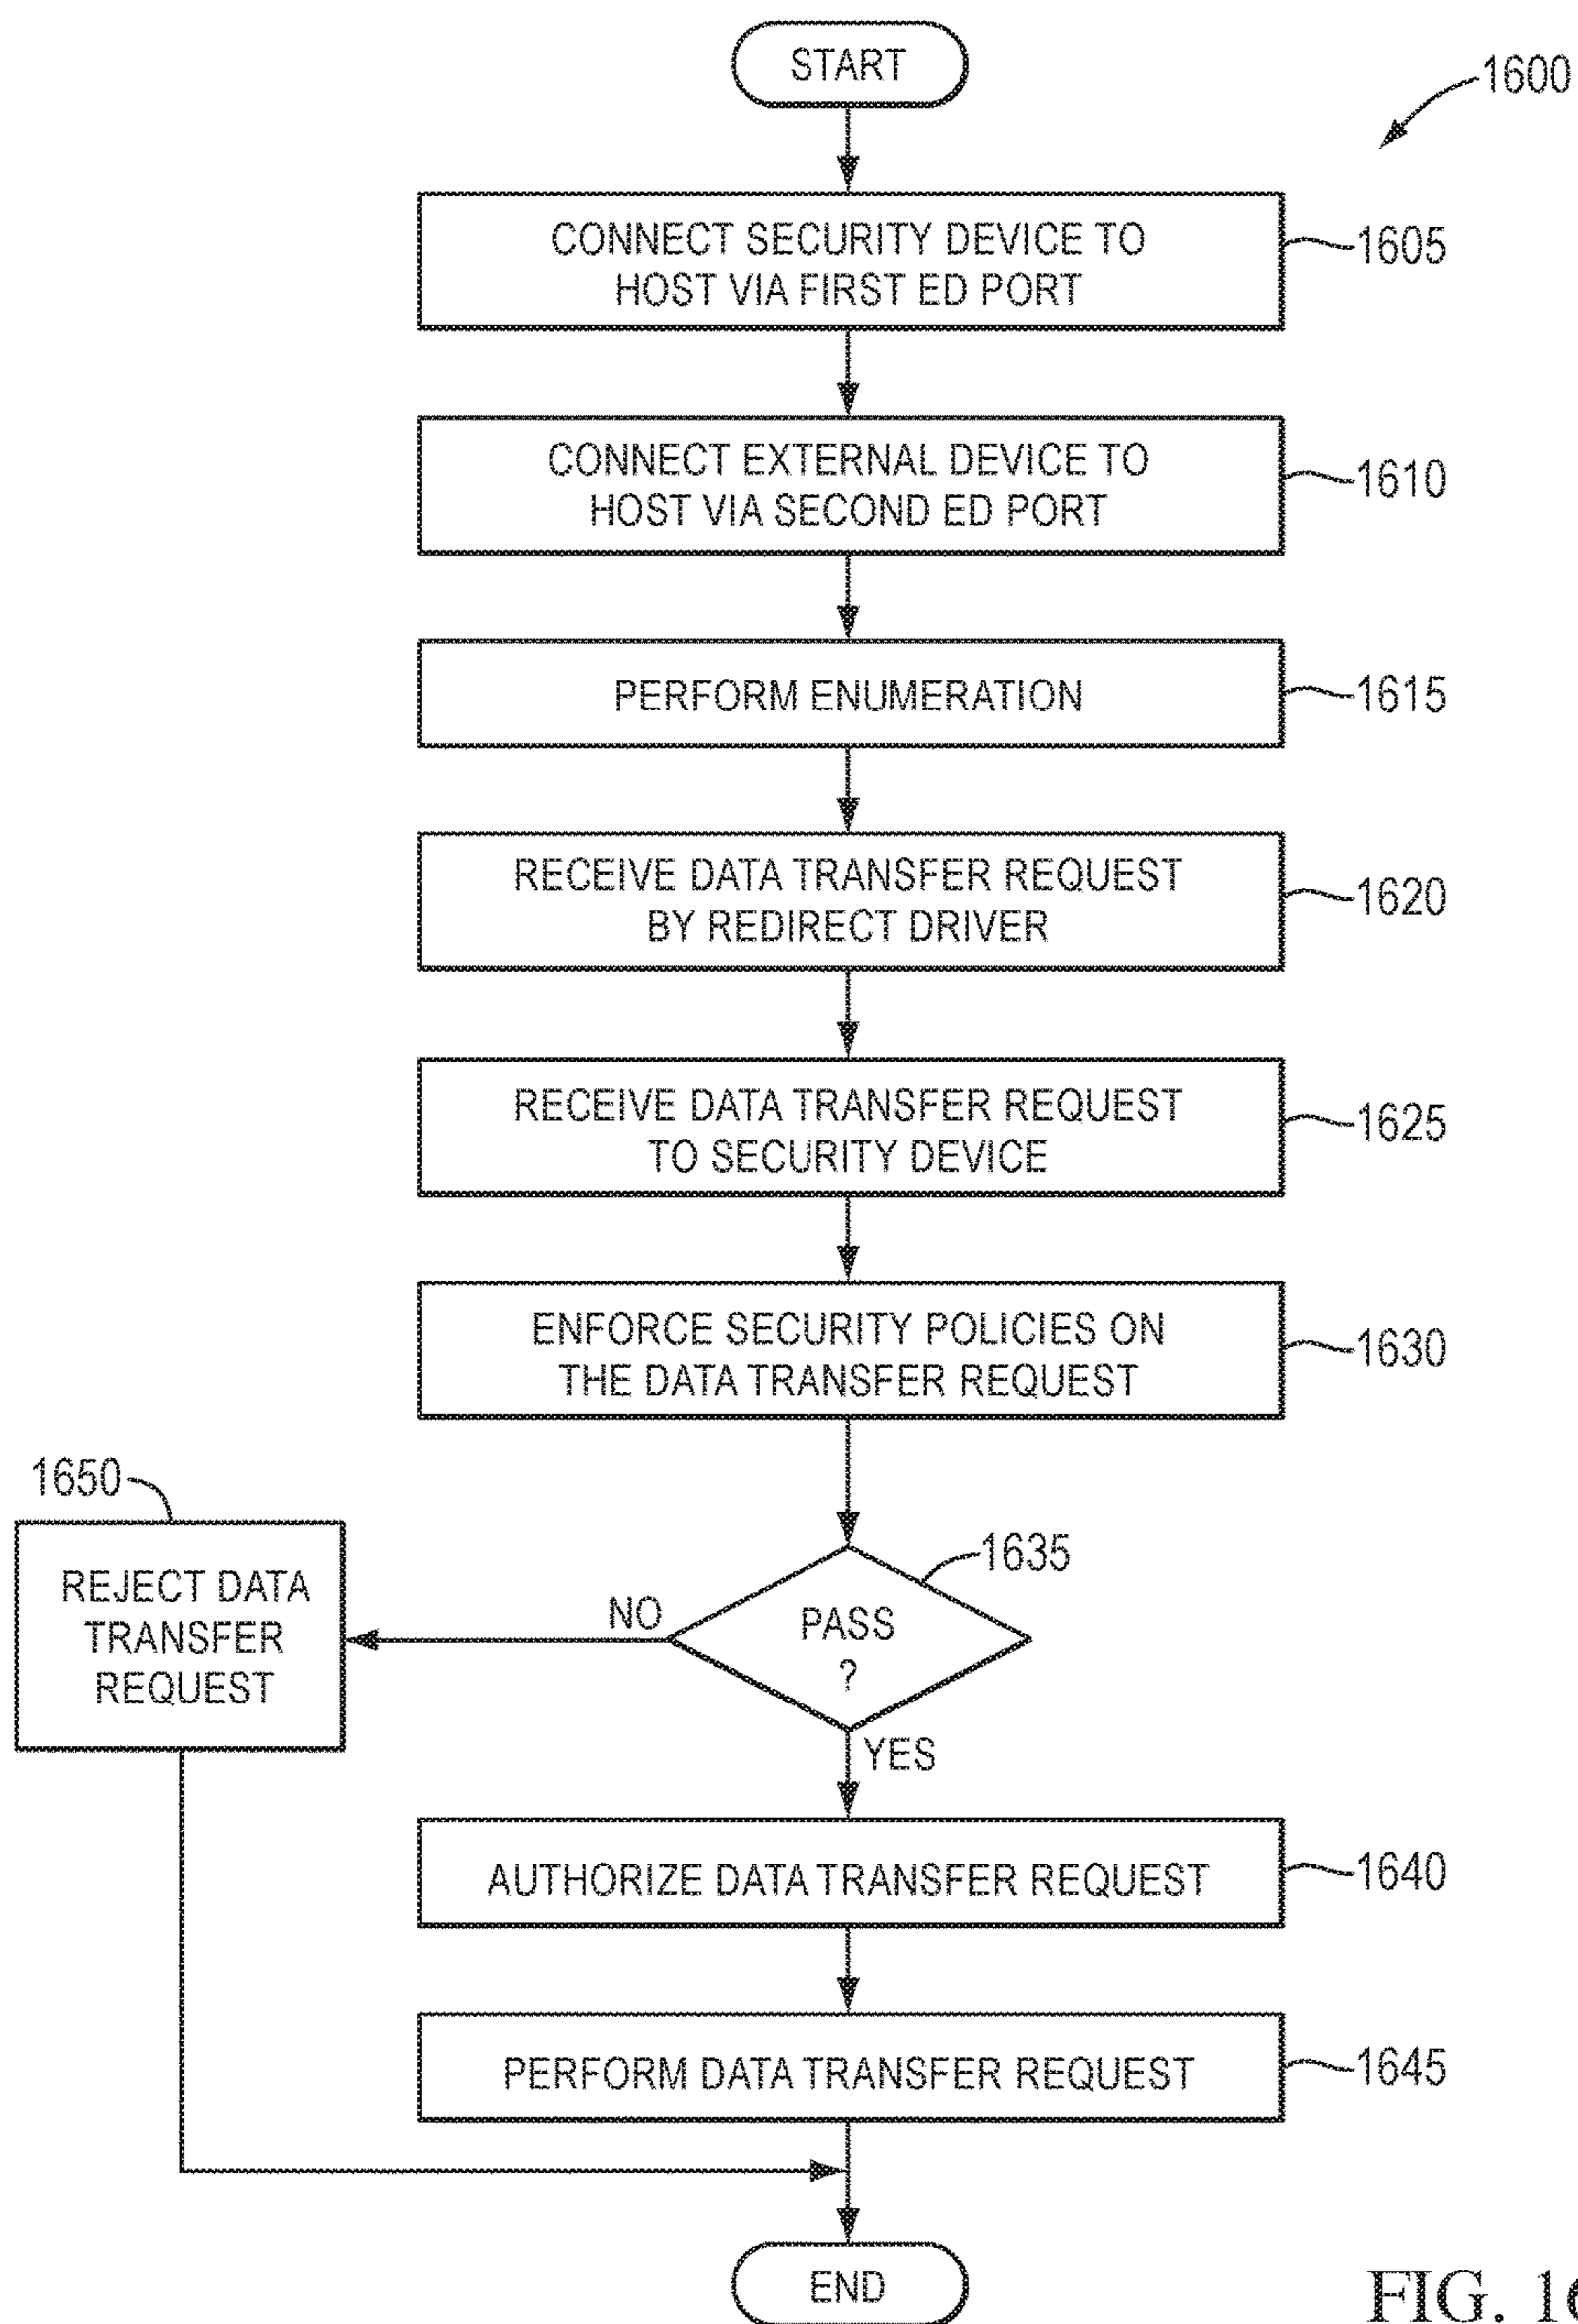 START
1600
CONNECT SECURITY DEVICE TO
HOST VIA FIRST ED PORT
1605
CONNECT EXTERNAL DEVICE TO
HOST VIA SECOND ED PORT
1610
PERFORM ENUMERATION
1615
RECEIVE DATA TRANSFER REQUEST
BY REDIRECT DRIVER
1620
RECEIVE DATA TRANSFER REQUEST
TO SECURITY DEVICE
1625
ENFORCE SECURITY POLICIES ON
THE DATA TRANSFER REQUEST
1630
1650
REJECT DATA
TRANSFER
REQUEST
NO
PASS
?
1635
YES
AUTHORIZE DATA TRANSFER REQUEST
1640
PERFORM DATA TRANSFER REQUEST
1645
END
FIG. 16